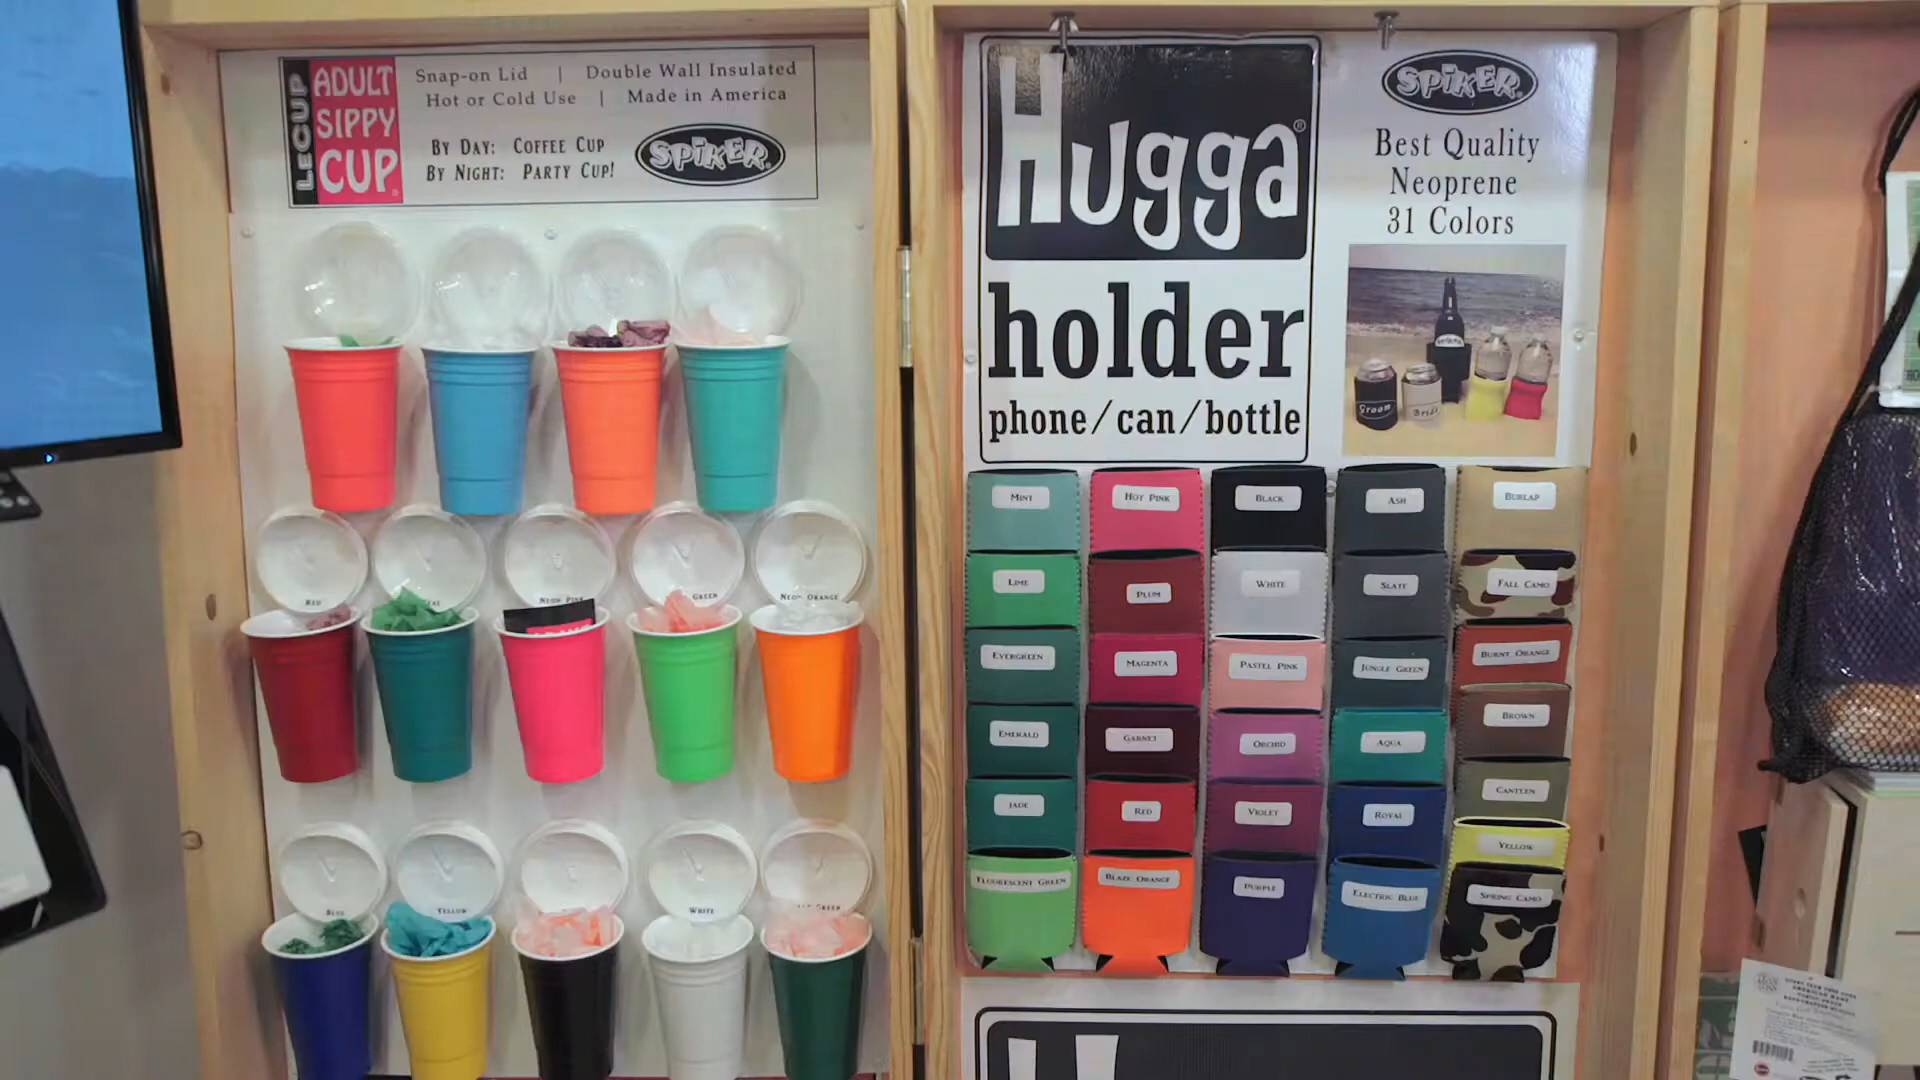 LECUP
ADULT
SIPPY
CUP®
Snap-on Lid | Double Wall Insulated
Hot or Cold Use | Made in America
BY DAY: COFFEE CUP
BY NIGHT: PARTY CUP!
SPIKER®
RED
TEAL
NEON PINK
GREEN
NEON ORANGE
BLUE
YELLOW
WHITE
GREEN
Hugga®
holder
phone/can/bottle
SPIKER®
Best Quality
Neoprene
31 Colors
SPIKER
Groom
Bride
MINT
HOT PINK
BLACK
ASH
BURLAP
LIME
PLUM
WHITE
SLATE
FALL CAMO
EVERGREEN
MAGENTA
PASTEL PINK
JUNGLE GREEN
BURNT ORANGE
EMERALD
GARNET
ORCHID
AQUA
BROWN
JADE
RED
VIOLET
ROYAL
CANTEEN
YELLOW
FLUORESCENT GREEN
BLAZE ORANGE
PURPLE
ELECTRIC BLUE
SPRING CAMO